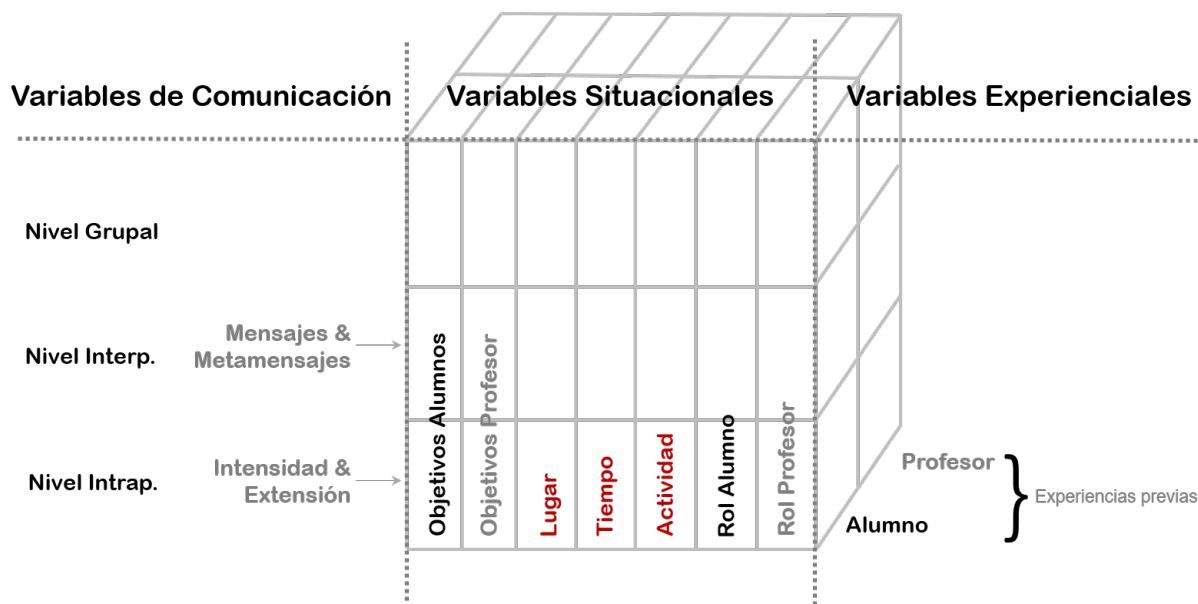 Variables de Comunicación
Variables Situacionales
Variables Experienciales
Nivel Grupal
Nivel Interp.
Mensajes &
Metamensajes
Nivel Intrap.
Intensidad &
Extensión
Objetivos Alumnos
Objetivos Profesor
Lugar
Tiempo
Actividad
Rol Alumno
Rol Profesor
Profesor
Alumno
Experiencias previas